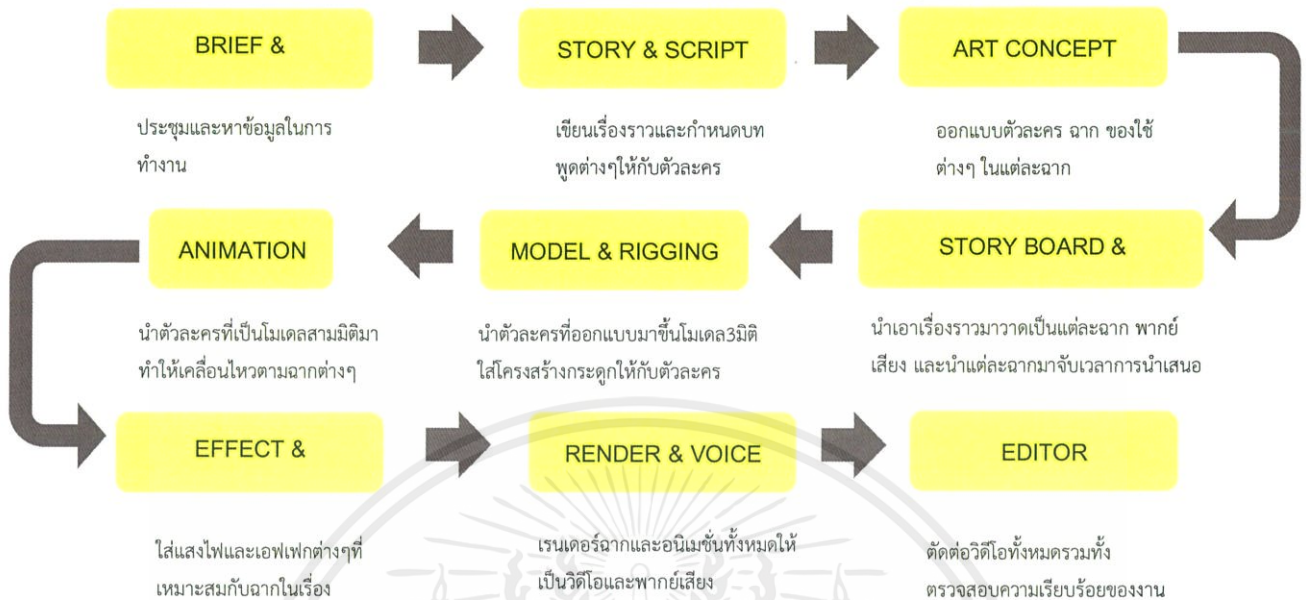 BRIEF &
ประชุมและหาข้อมูลในการ
ทำงาน
STORY & SCRIPT
เขียนเรื่องราวและกำหนดบท
พูดต่างๆให้กับตัวละคร
ART CONCEPT
ออกแบบตัวละคร ฉาก ของใช้
ต่างๆ ในแต่ละฉาก
STORY BOARD &
นำเอาเรื่องราวมาวาดเป็นแต่ละฉาก พากย์
เสียง และนำแต่ละฉากมาจับเวลาการนำเสนอ
MODEL & RIGGING
นำตัวละครที่ออกแบบมาขึ้นโมเดล3มิติ
ใส่โครงสร้างกระดูกให้กับตัวละคร
ANIMATION
นำตัวละครที่เป็นโมเดลสามมิติมา
ทำให้เคลื่อนไหวตามฉากต่างๆ
EFFECT &
ใส่แสงไฟและเอฟเฟกต่างๆที่
เหมาะสมกับฉากในเรื่อง
RENDER & VOICE
เรนเดอร์ฉากและอนิเมชั่นทั้งหมดให้
เป็นวิดีโอและพากย์เสียง
EDITOR
ตัดต่อวิดีโอทั้งหมดรวมทั้ง
ตรวจสอบความเรียบร้อยของงาน